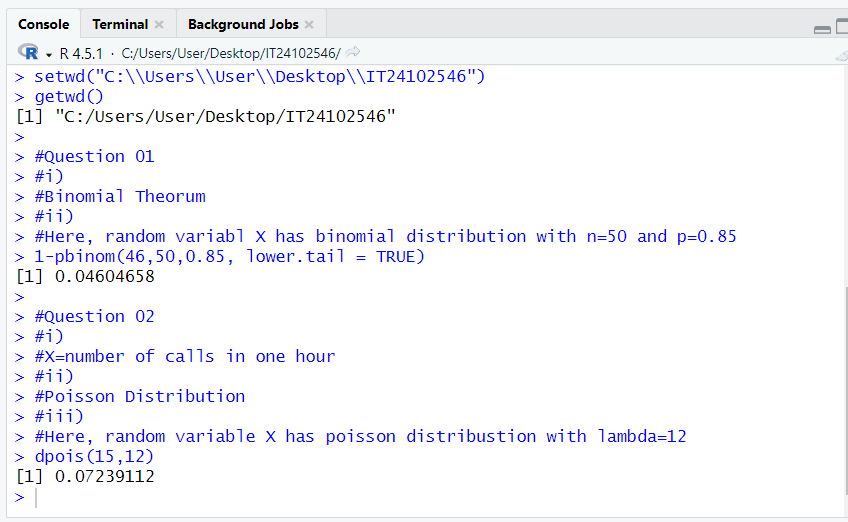 Console Terminal Background Jobs
R R 4.5.1 · C:/Users/User/Desktop/IT24102546/
> setwd("C:\\Users\\User\\Desktop\\IT24102546")
> getwd()
[1] "C:/Users/User/Desktop/IT24102546"
>
> #Question 01
> #i)
> #Binomial Theorum
> #ii)
> #Here, random variabl X has binomial distribution with n=50 and p=0.85
> 1-pbinom(46,50,0.85, lower.tail = TRUE)
[1] 0.04604658
>
> #Question 02
> #i)
> #X=number of calls in one hour
> #ii)
> #Poisson Distribution
> #iii)
> #Here, random variable X has poisson distribustion with lambda=12
> dpois(15,12)
[1] 0.07239112
>